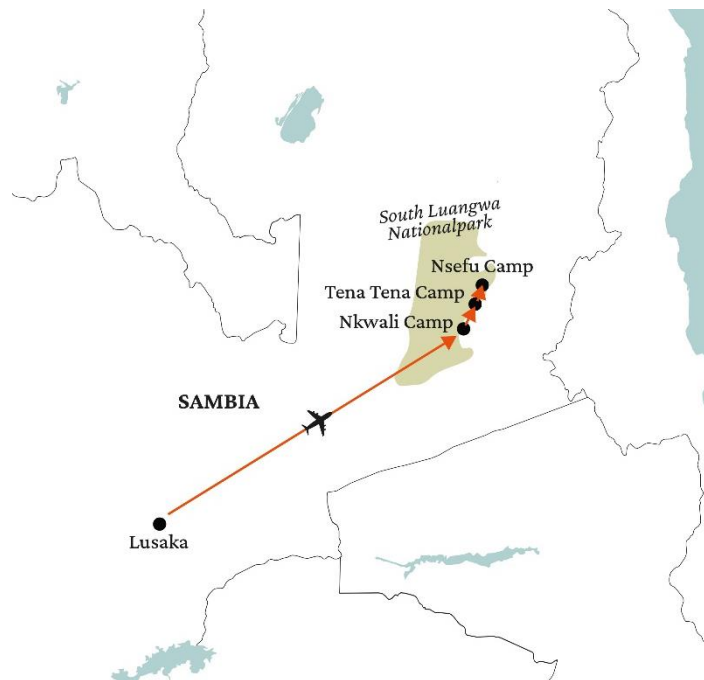 South Luangwa
Nationalpark
Nsefu Camp
Tena Tena Camp
Nkwali Camp
SAMBIA
Lusaka